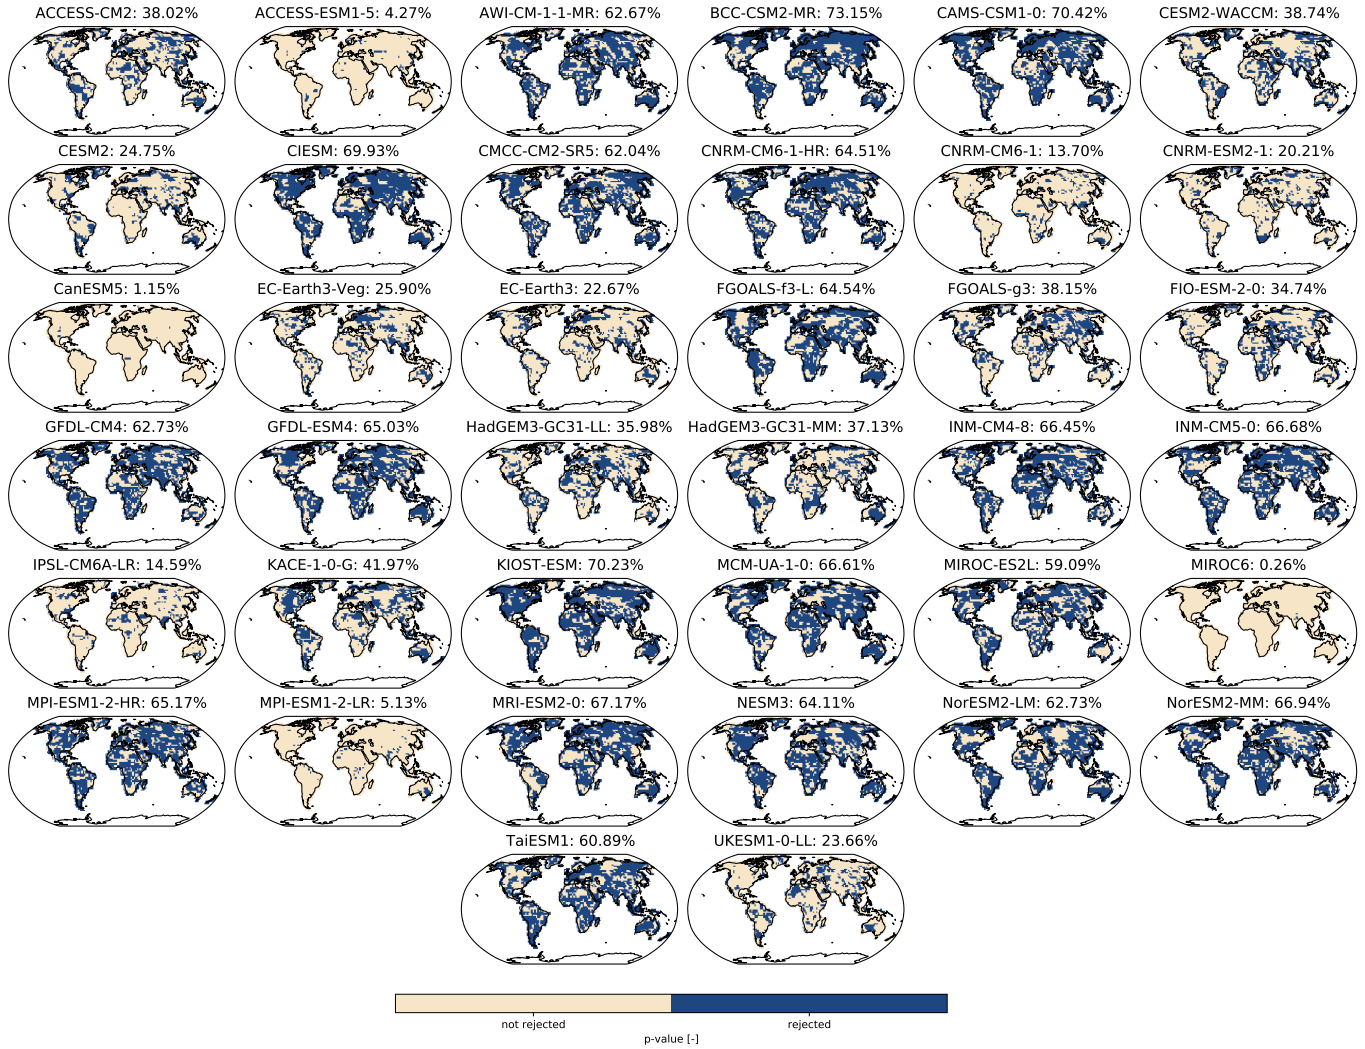 ACCESS-CM2: 38.02%
ACCESS-ESM1-5: 4.27%
AWI-CM-1-1-MR: 62.67%
BCC-CSM2-MR: 73.15%
CAMS-CSM1-0: 70.42%
CESM2-WACCM: 38.74%
CESM2: 24.75%
CIESM: 69.93%
CMCC-CM2-SR5: 62.04%
CNRM-CM6-1-HR: 64.51%
CNRM-CM6-1: 13.70%
CNRM-ESM2-1: 20.21%
CanESM5: 1.15%
EC-Earth3-Veg: 25.90%
EC-Earth3: 22.67%
FGOALS-f3-L: 64.54%
FGOALS-g3: 38.15%
FIO-ESM-2-0: 34.74%
GFDL-CM4: 62.73%
GFDL-ESM4: 65.03%
HadGEM3-GC31-LL: 35.98%
HadGEM3-GC31-MM: 37.13%
INM-CM4-8: 66.45%
INM-CM5-0: 66.68%
IPSL-CM6A-LR: 14.59%
KACE-1-0-G: 41.97%
KIOST-ESM: 70.23%
MCM-UA-1-0: 66.61%
MIROC-ES2L: 59.09%
MIROC6: 0.26%
MPI-ESM1-2-HR: 65.17%
MPI-ESM1-2-LR: 5.13%
MRI-ESM2-0: 67.17%
NESM3: 64.11%
NorESM2-LM: 62.73%
NorESM2-MM: 66.94%
TaiESM1: 60.89%
UKESM1-0-LL: 23.66%
not rejected
rejected
p-value [-]